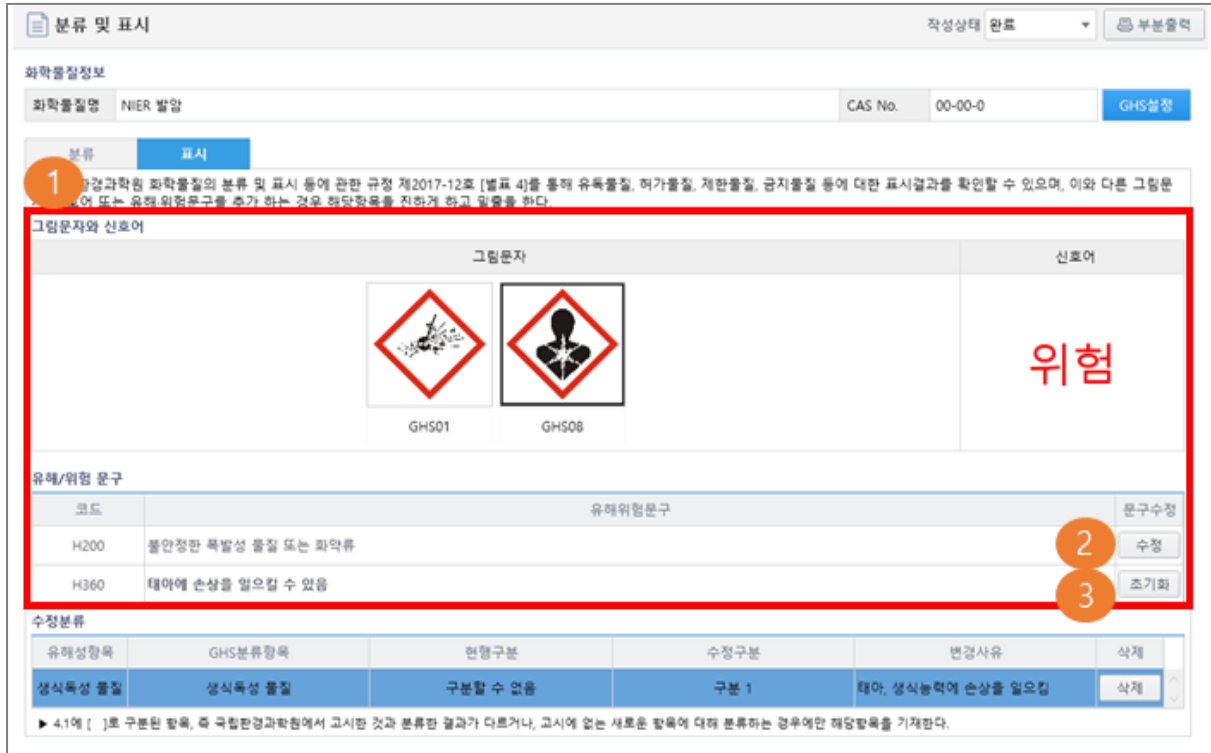 분류 및 표시
작성상태 완료 부분출력
화학물질정보
화학물질명 NIER 발암 CAS No. 00-00-0 GHS설정
분류 표시
1
환경과학원 화학물질의 분류 및 표시 등에 관한 규정 제2017-12호 [별표 4]를 통해 유독물질, 허가물질, 제한물질, 금지물질 등에 대한 표시결과를 확인할 수 있으며, 이와 다른 그림문
어 또는 유해·위험문구를 추가 하는 경우 해당항목을 진하게 하고 밑줄을 한다.
그림문자와 신호어
그림문자 신호어
위험
GHS01 GHS08
유해/위험 문구
코드 유해위험문구 문구수정
H200 불안정한 폭발성 물질 또는 화약류 2 수정
H360 태아에 손상을 일으킬 수 있음 3 초기화
수정분류
유해성항목 GHS분류항목 현행구분 수정구분 변경사유 삭제
생식독성 물질 생식독성 물질 구분할 수 없음 구분 1 태아, 생식능력에 손상을 일으킴 삭제
▶ 4.1에 [ ]로 구분된 항목, 즉 국립환경과학원에서 고시한 것과 분류한 결과가 다르거나, 고시에 없는 새로운 항목에 대해 분류하는 경우에만 해당항목을 기재한다.